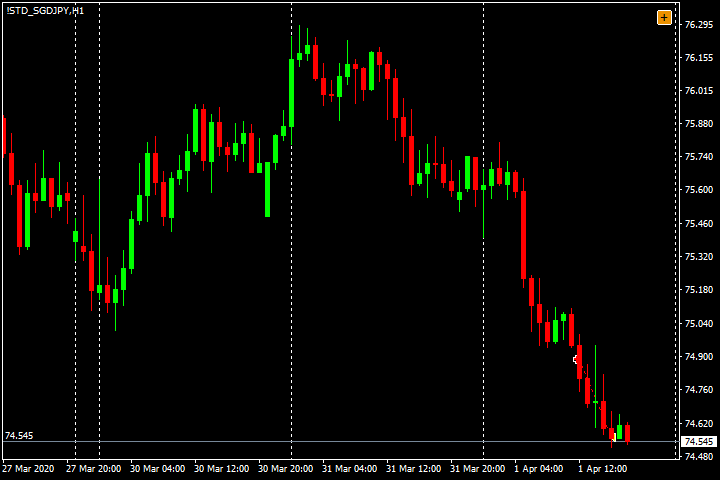 !STD_SGDJPY,H1
+
76.295
76.155
76.015
75.880
75.740
75.600
75.460
75.320
75.180
75.040
74.900
74.760
74.620
74.545
74.545
74.480
27 Mar 2020
27 Mar 20:00
30 Mar 04:00
30 Mar 12:00
30 Mar 20:00
31 Mar 04:00
31 Mar 12:00
31 Mar 20:00
1 Apr 04:00
1 Apr 12:00